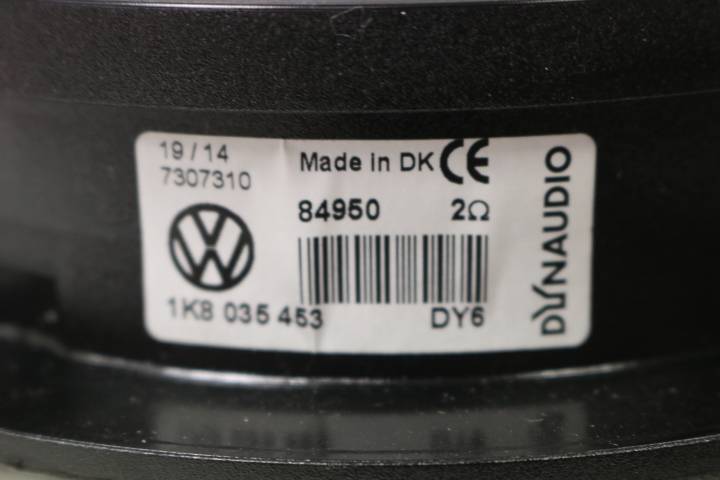 19 / 14
7307310
Made in DK CE
84950 2Ω
1K8 035 453 DY6
DYNAUDIO